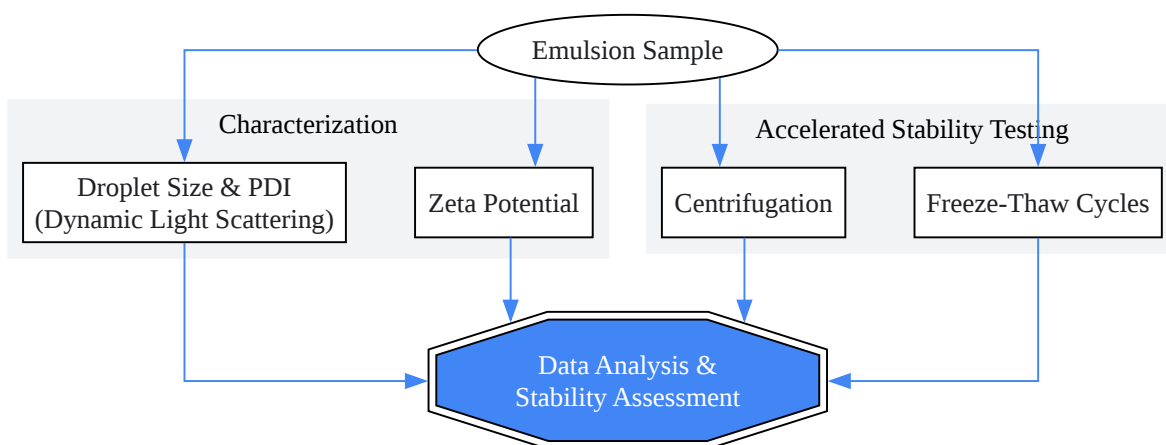 Emulsion Sample
Characterization
Accelerated Stability Testing
Droplet Size & PDI
(Dynamic Light Scattering)
Zeta Potential
Centrifugation
Freeze-Thaw Cycles
Data Analysis &
Stability Assessment